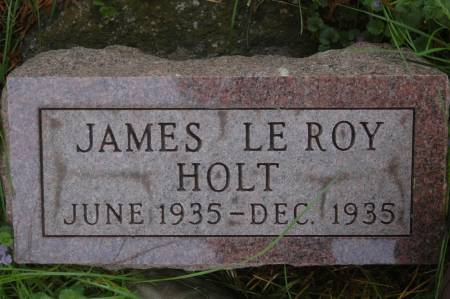 JAMES LE ROY
HOLT
JUNE 1935 - DEC. 1935